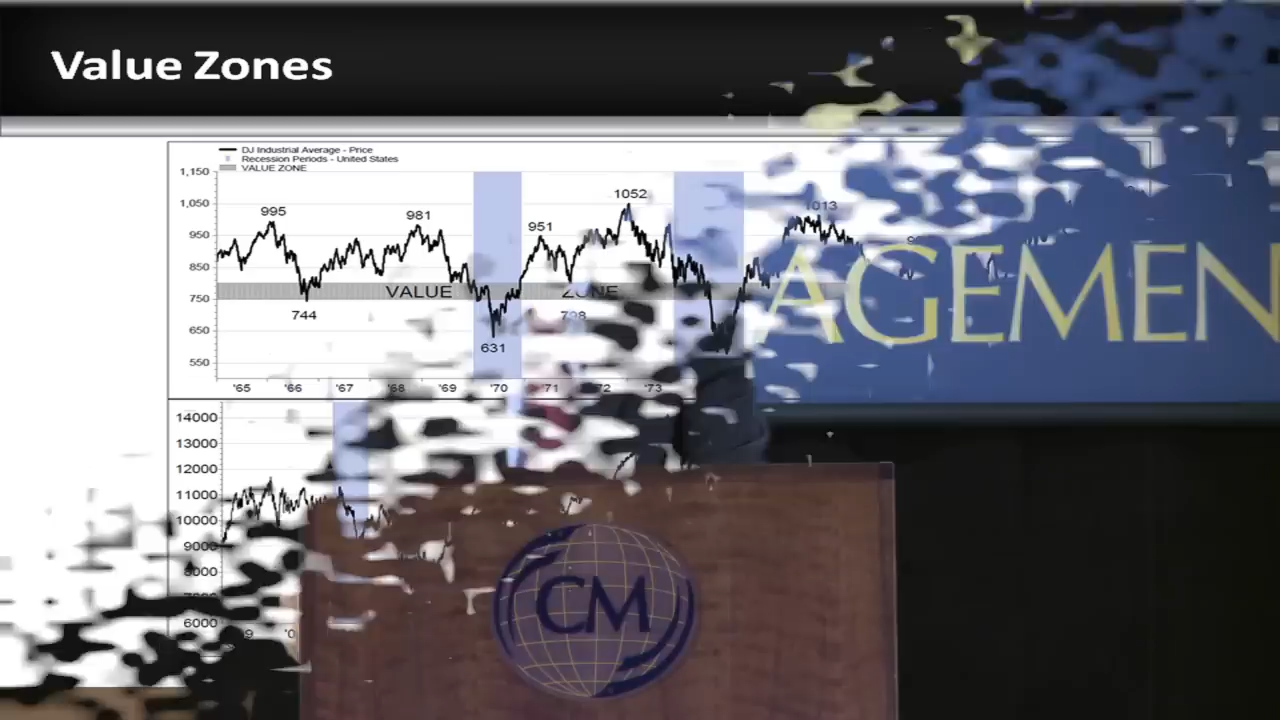 Value Zones
DJ Industrial Average - Price
Recession Periods - United States
VALUE ZONE
1,150
1,050
950
850
750
650
550
995
981
951
1052
1013
VALUE ZONE
744
798
631
'65 '66 '67 '68 '69 '70 '71 '72 '73
AGEMEN
14000
13000
12000
11000
10000
9000
8000
6000
CM